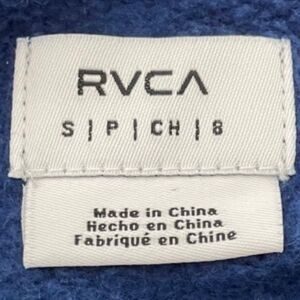 RVCA
S | P | CH | 8
Made in China
Hecho en China
Fabriqué en Chine